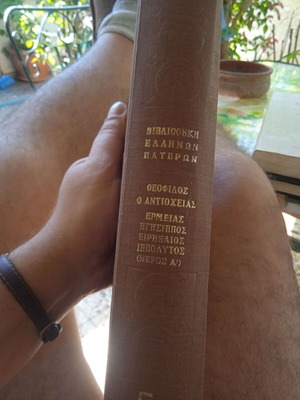 ΒΙΒΛΙΟΘΗΚΗ
ΕΛΛΗΝΩΝ
ΠΑΤΕΡΩΝ
ΘΕΟΦΙΛΟΣ
Ο ΑΝΤΙΟΧΕΙΑΣ
ΕΡΜΕΙΑΣ
ΗΓΗΣΙΠΠΟΣ
ΕΙΡΗΝΑΙΟΣ
ΙΠΠΟΛΥΤΟΣ
(ΜΕΡΟΣ Α')